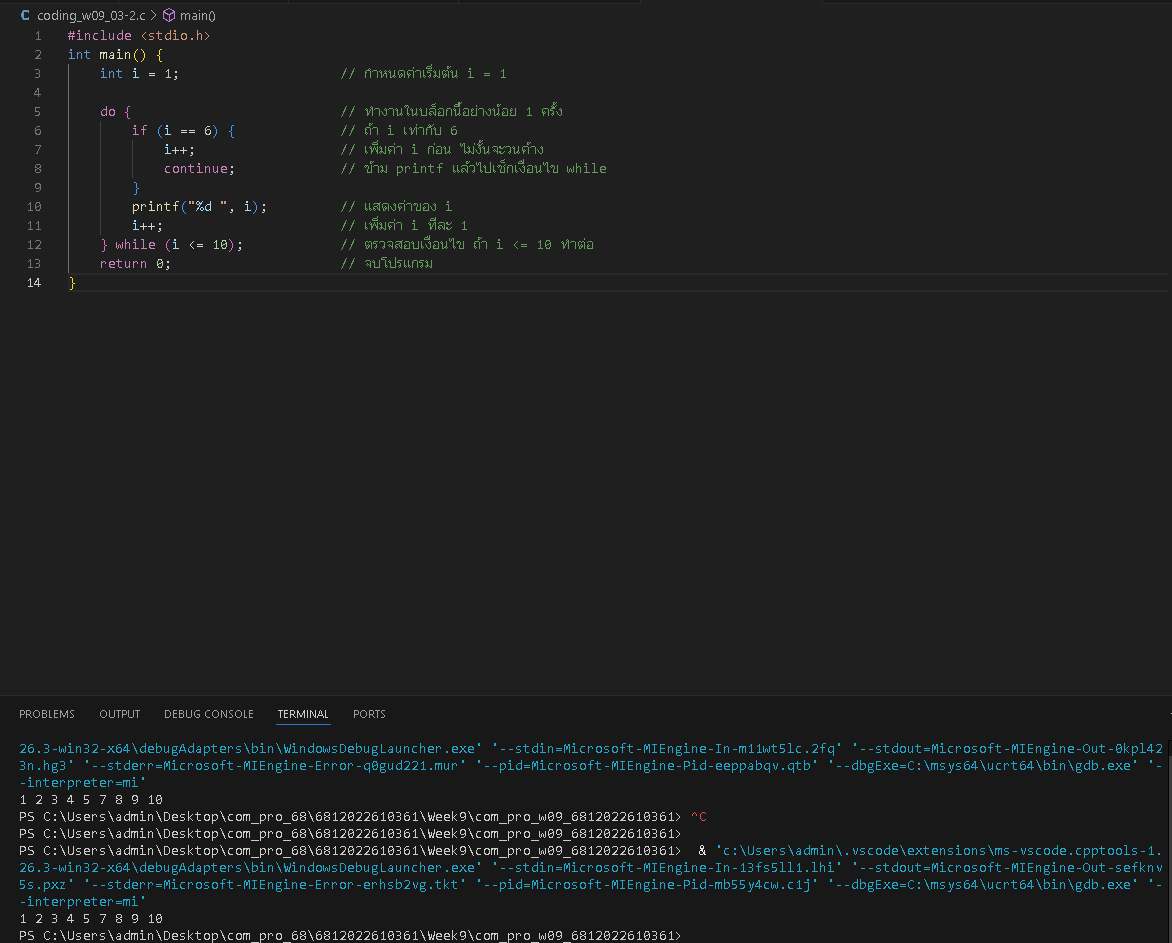 coding_w09_03-2.c > main()
1 #include <stdio.h>
2 int main() {
3 int i = 1; // กำหนดค่าเริ่มต้น i = 1
4
5 do { // ทำงานในบล็อกนี้อย่างน้อย 1 ครั้ง
6 if (i == 6) { // ถ้า i เท่ากับ 6
7 i++; // เพิ่มค่า i ก่อน ไม่งั้นจะวนค้าง
8 continue; // ข้าม printf แล้วไปเช็กเงื่อนไข while
9 }
10 printf("%d ", i); // แสดงค่าของ i
11 i++; // เพิ่มค่า i ทีละ 1
12 } while (i <= 10); // ตรวจสอบเงื่อนไข ถ้า i <= 10 ทำต่อ
13 return 0; // จบโปรแกรม
14 }
PROBLEMS OUTPUT DEBUG CONSOLE TERMINAL PORTS
26.3-win32-x64\debugAdapters\bin\WindowsDebugLauncher.exe' '--stdin=Microsoft-MIEngine-In-m11wt5lc.2fq' '--stdout=Microsoft-MIEngine-Out-0kpl42
3n.hg3' '--stderr=Microsoft-MIEngine-Error-q0gud221.mur' '--pid=Microsoft-MIEngine-Pid-eeppabqv.qtb' '--dbgExe=C:\msys64\ucrt64\bin\gdb.exe' '-
-interpreter=mi'
1 2 3 4 5 7 8 9 10
PS C:\Users\admin\Desktop\com_pro_68\6812022610361\Week9\com_pro_w09_6812022610361> ^C
PS C:\Users\admin\Desktop\com_pro_68\6812022610361\Week9\com_pro_w09_6812022610361>
PS C:\Users\admin\Desktop\com_pro_68\6812022610361\Week9\com_pro_w09_6812022610361> & 'c:\Users\admin\.vscode\extensions\ms-vscode.cpptools-1.
26.3-win32-x64\debugAdapters\bin\WindowsDebugLauncher.exe' '--stdin=Microsoft-MIEngine-In-13fs5ll1.lhi' '--stdout=Microsoft-MIEngine-Out-sefknv
5s.pxz' '--stderr=Microsoft-MIEngine-Error-erhsb2vg.tkt' '--pid=Microsoft-MIEngine-Pid-mb55y4cw.c1j' '--dbgExe=C:\msys64\ucrt64\bin\gdb.exe' '-
-interpreter=mi'
1 2 3 4 5 7 8 9 10
PS C:\Users\admin\Desktop\com_pro_68\6812022610361\Week9\com_pro_w09_6812022610361>